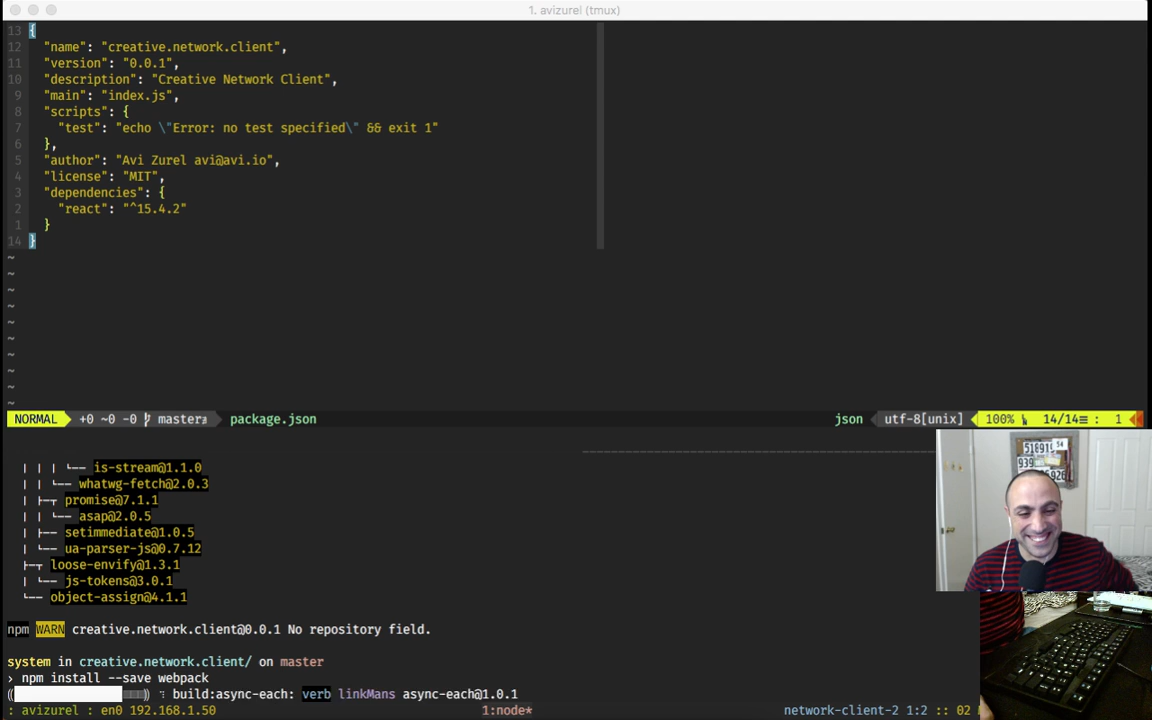 1. avizurel (tmux)
13 {
12 "name": "creative.network.client",
11 "version": "0.0.1",
10 "description": "Creative Network Client",
9 "main": "index.js",
8 "scripts": {
7 "test": "echo \"Error: no test specified\" && exit 1"
6 },
5 "author": "Avi Zurel avi@avi.io",
4 "license": "MIT",
3 "dependencies": {
2 "react": "^15.4.2"
1 }
14 }
~
~
~
~
~
~
~
~
~
~
NORMAL +0 ~0 -0 master package.json json utf-8[unix] 100% 14/14 : 1
| | | └── is-stream@1.1.0
| | └── whatwg-fetch@2.0.3
| ├─┬ promise@7.1.1
| | └── asap@2.0.5
| ├── setimmediate@1.0.5
| └── ua-parser-js@0.7.12
├─┬ loose-envify@1.3.1
| └── js-tokens@3.0.1
└── object-assign@4.1.1
npm WARN creative.network.client@0.0.1 No repository field.
system in creative.network.client/ on master
› npm install --save webpack
build:async-each: verb linkMans async-each@1.0.1
: avizurel : en0 192.168.1.50 1:node* network-client-2 1:2 :: 02